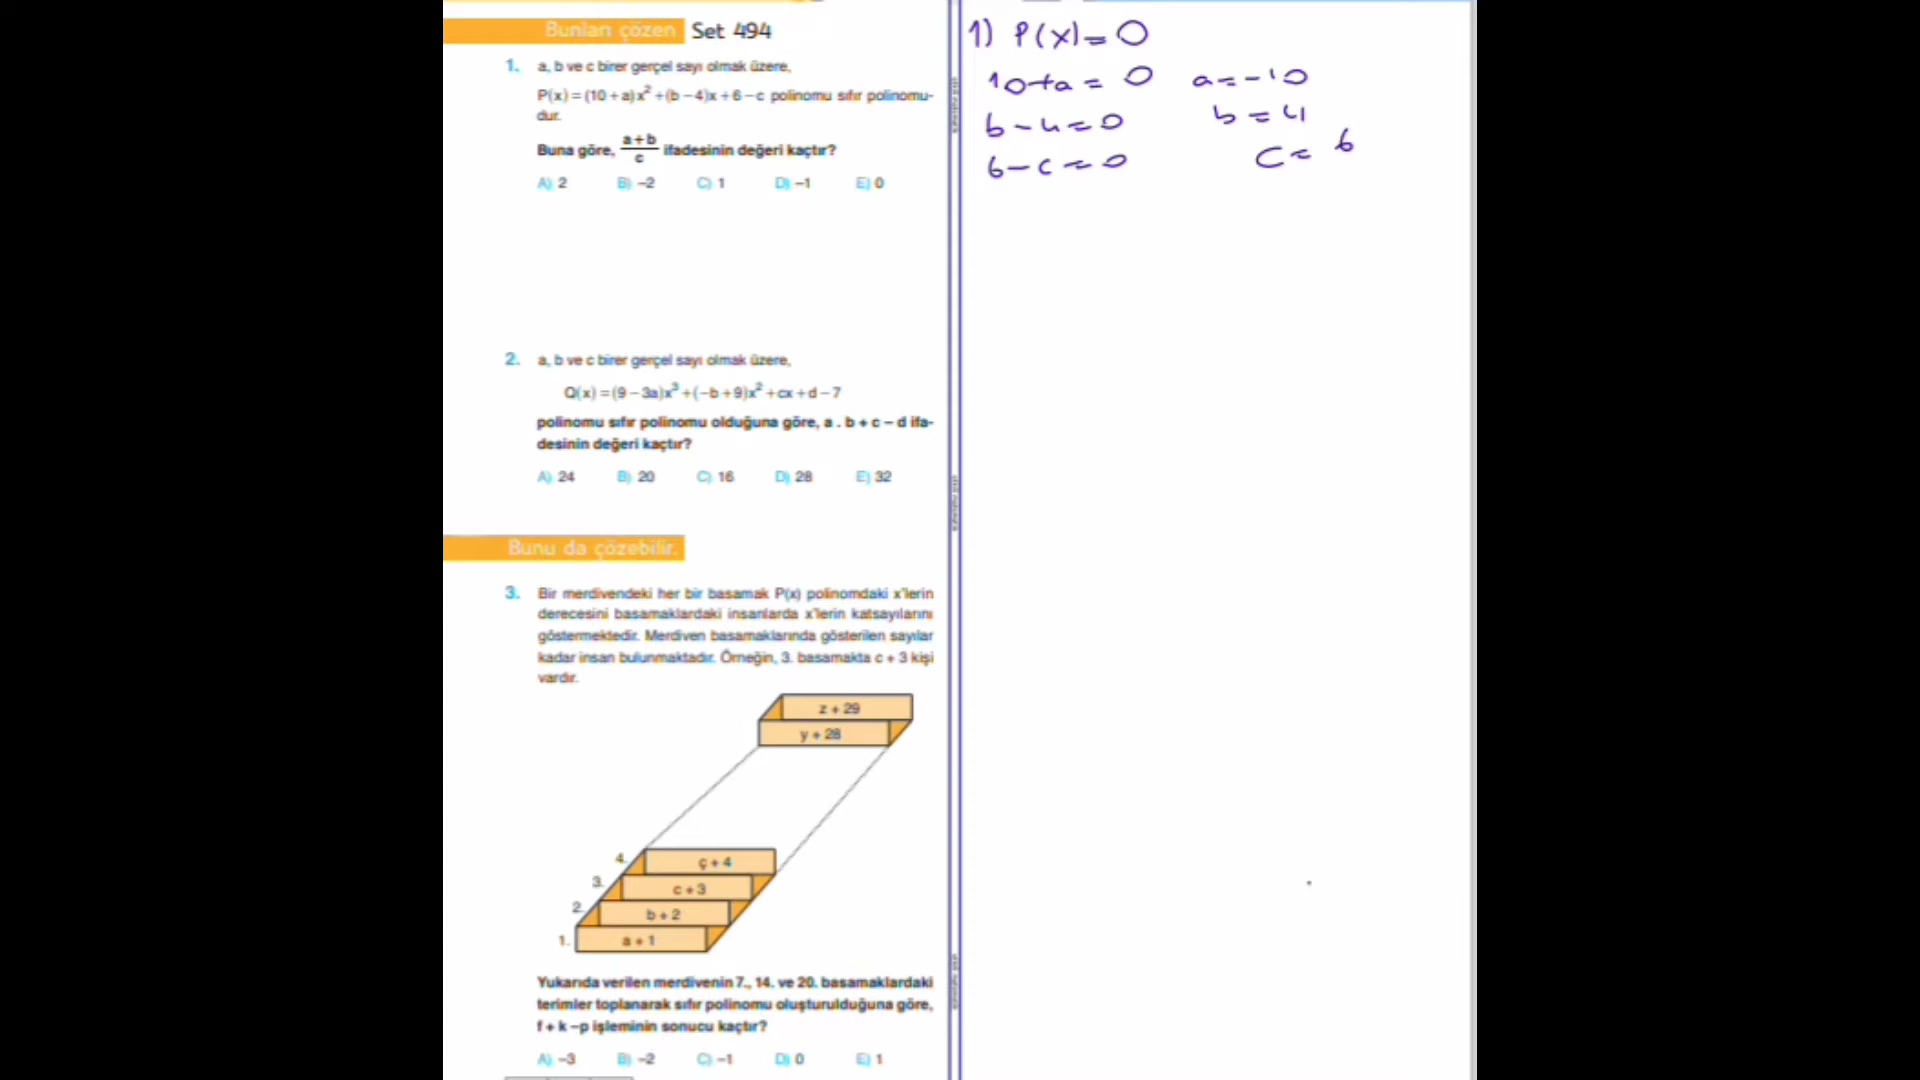 Bunları çözen Set 494
1. a, b ve c birer gerçel sayı olmak üzere,
P(x) = (10 + a)x² + (b – 4)x + 6 – c polinomu sıfır polinomu-
dur.
Buna göre, a+b/c ifadesinin değeri kaçtır?
A) 2 B) –2 C) 1 D) –1 E) 0
2. a, b ve c birer gerçel sayı olmak üzere,
Q(x) = (9 – 3a)x³ + (–b + 9)x² + cx + d – 7
polinomu sıfır polinomu olduğuna göre, a . b + c – d ifa-
desinin değeri kaçtır?
A) 24 B) 20 C) 16 D) 28 E) 32
Bunu da çözebilir.
3. Bir merdivendeki her bir basamak P(x) polinomdaki x'lerin
derecesini basamaklardaki insanlarda x'lerin katsayılarını
göstermektedir. Merdiven basamaklarında gösterilen sayılar
kadar insan bulunmaktadır. Örneğin, 3. basamakta c + 3 kişi
vardır.
z + 29
y + 28
4. ç + 4
3. c + 3
2. b + 2
1. a + 1
Yukarıda verilen merdivenin 7., 14. ve 20. basamaklardaki
terimler toplanarak sıfır polinomu oluşturulduğuna göre,
f + k –p işleminin sonucu kaçtır?
A) –3 B) –2 C) –1 D) 0 E) 1
1) P(x)=0
10+a = 0 a=-10
b-4=0 b=4
6-c=0 c=6